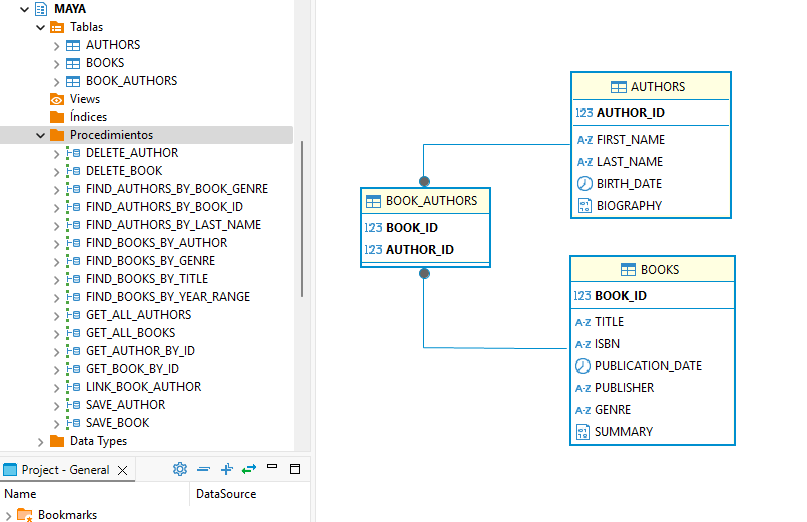 MAYA
Tablas
AUTHORS
BOOKS
BOOK_AUTHORS
Views
Índices
Procedimientos
DELETE_AUTHOR
DELETE_BOOK
FIND_AUTHORS_BY_BOOK_GENRE
FIND_AUTHORS_BY_BOOK_ID
FIND_AUTHORS_BY_LAST_NAME
FIND_BOOKS_BY_AUTHOR
FIND_BOOKS_BY_GENRE
FIND_BOOKS_BY_TITLE
FIND_BOOKS_BY_YEAR_RANGE
GET_ALL_AUTHORS
GET_ALL_BOOKS
GET_AUTHOR_BY_ID
GET_BOOK_BY_ID
LINK_BOOK_AUTHOR
SAVE_AUTHOR
SAVE_BOOK
Data Types
Project - General
Name DataSource
Bookmarks
BOOK_AUTHORS
123 BOOK_ID
123 AUTHOR_ID
AUTHORS
123 AUTHOR_ID
A-Z FIRST_NAME
A-Z LAST_NAME
BIRTH_DATE
BIOGRAPHY
BOOKS
123 BOOK_ID
A-Z TITLE
A-Z ISBN
PUBLICATION_DATE
A-Z PUBLISHER
A-Z GENRE
SUMMARY